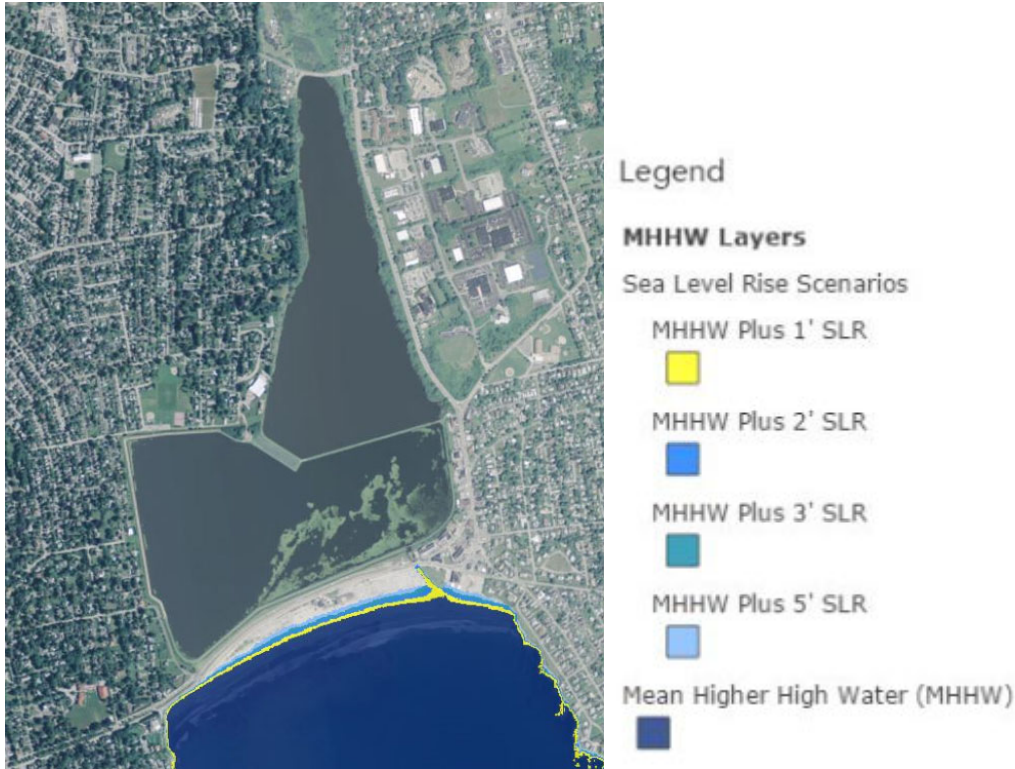 Legend
MHHW Layers
Sea Level Rise Scenarios
MHHW Plus 1' SLR
MHHW Plus 2' SLR
MHHW Plus 3' SLR
MHHW Plus 5' SLR
Mean Higher High Water (MHHW)